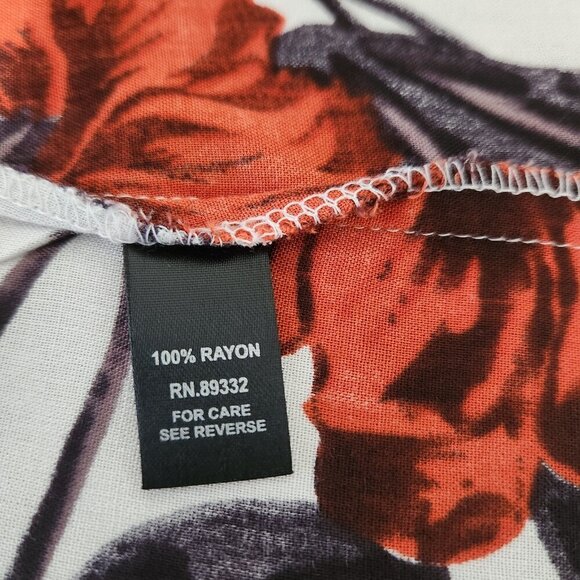 100% RAYON
RN.89332
FOR CARE
SEE REVERSE